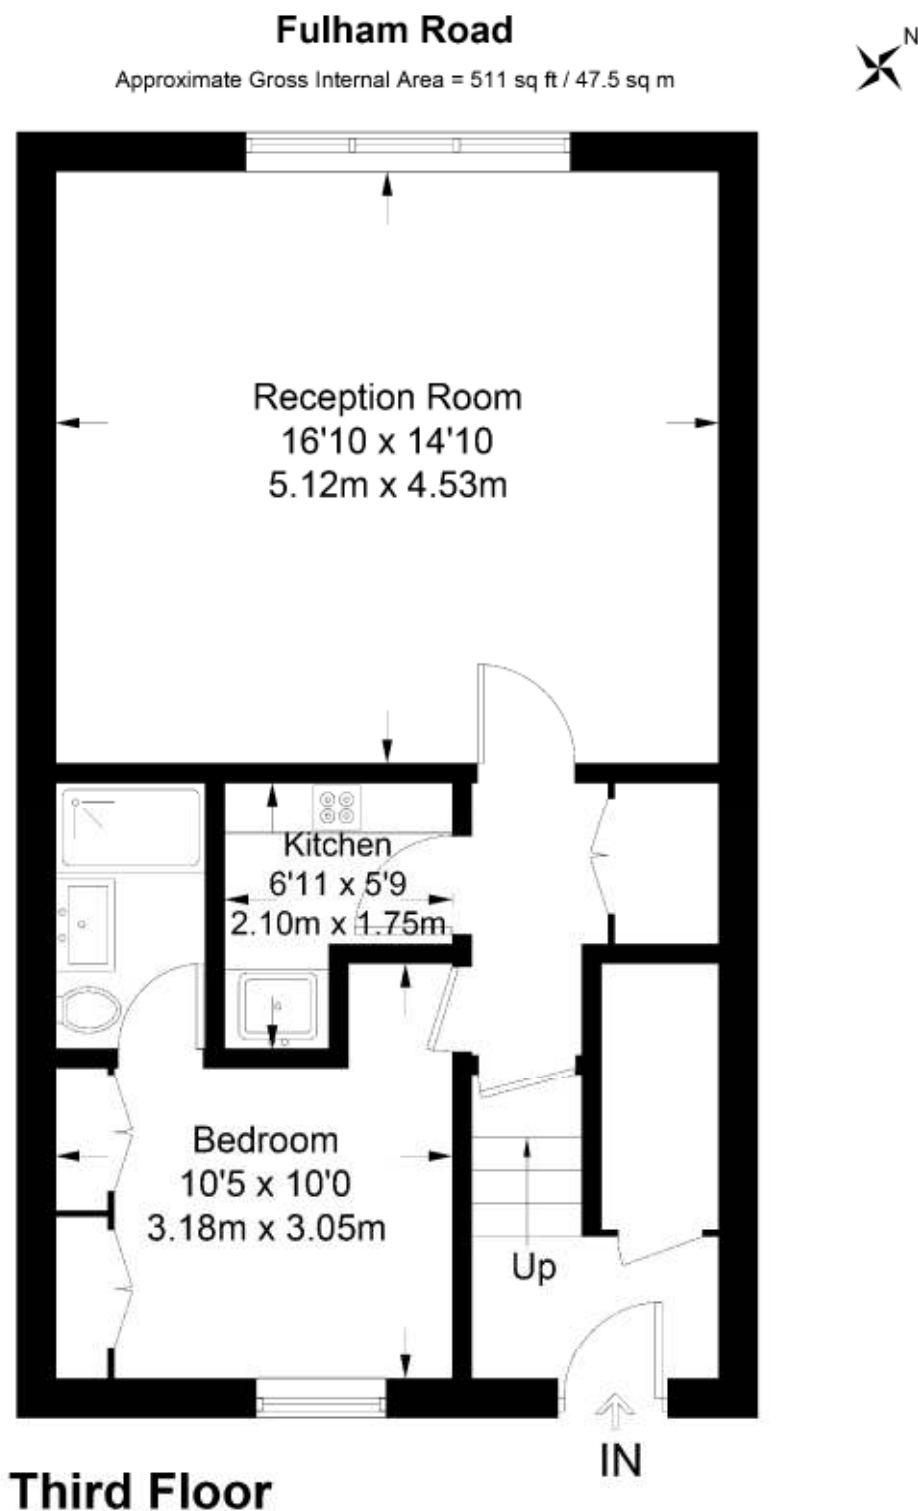 Fulham Road
N
Approximate Gross Internal Area = 511 sq ft / 47.5 sq m
Reception Room
16'10 x 14'10
5.12m x 4.53m
Kitchen
6'11 x 5'9
2.10m x 1.75m
Bedroom
10'5 x 10'0
3.18m x 3.05m
Up
IN
Third Floor